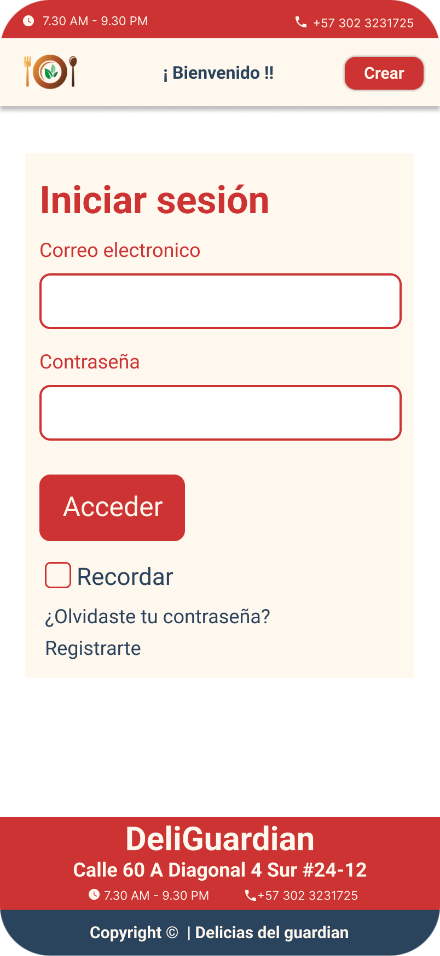 7.30 AM - 9.30 PM +57 302 3231725
¡ Bienvenido !! Crear
Iniciar sesión
Correo electronico
Contraseña
Acceder
Recordar
¿Olvidaste tu contraseña?
Registrarte
DeliGuardian
Calle 60 A Diagonal 4 Sur #24-12
7.30 AM - 9.30 PM +57 302 3231725
Copyright © | Delicias del guardian